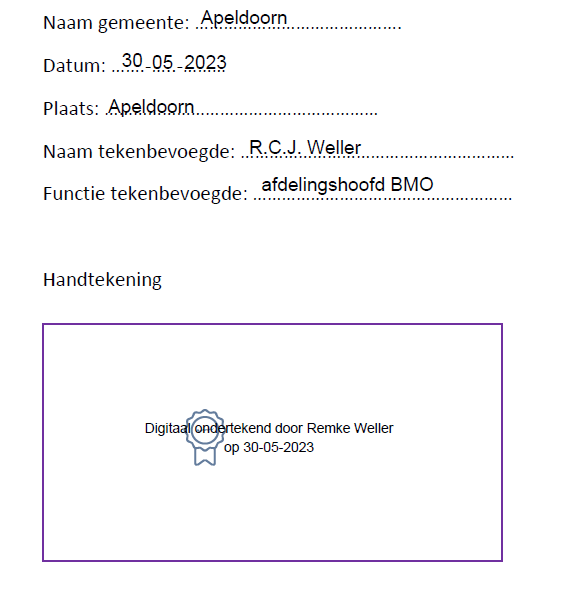 Naam gemeente: Apeldoorn
Datum: 30-05-2023
Plaats: Apeldoorn
Naam tekenbevoegde: R.C.J. Weller
Functie tekenbevoegde: afdelingshoofd BMO
Handtekening
Digitaal ondertekend door Remke Weller
op 30-05-2023